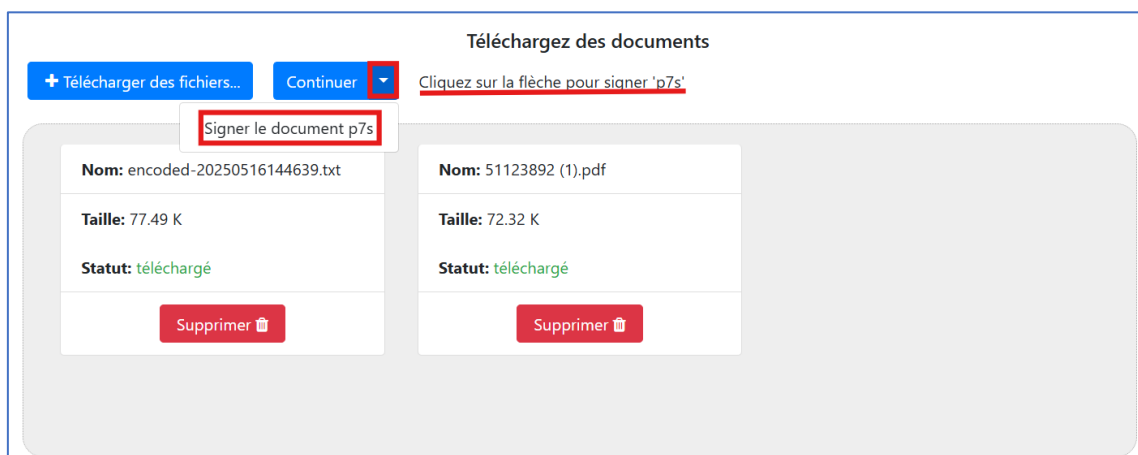 Téléchargez des documents
+ Télécharger des fichiers... Continuer Cliquez sur la flèche pour signer 'p7s'
Signer le document p7s
Nom: encoded-20250516144639.txt
Taille: 77.49 K
Statut: téléchargé
Supprimer
Nom: 51123892 (1).pdf
Taille: 72.32 K
Statut: téléchargé
Supprimer